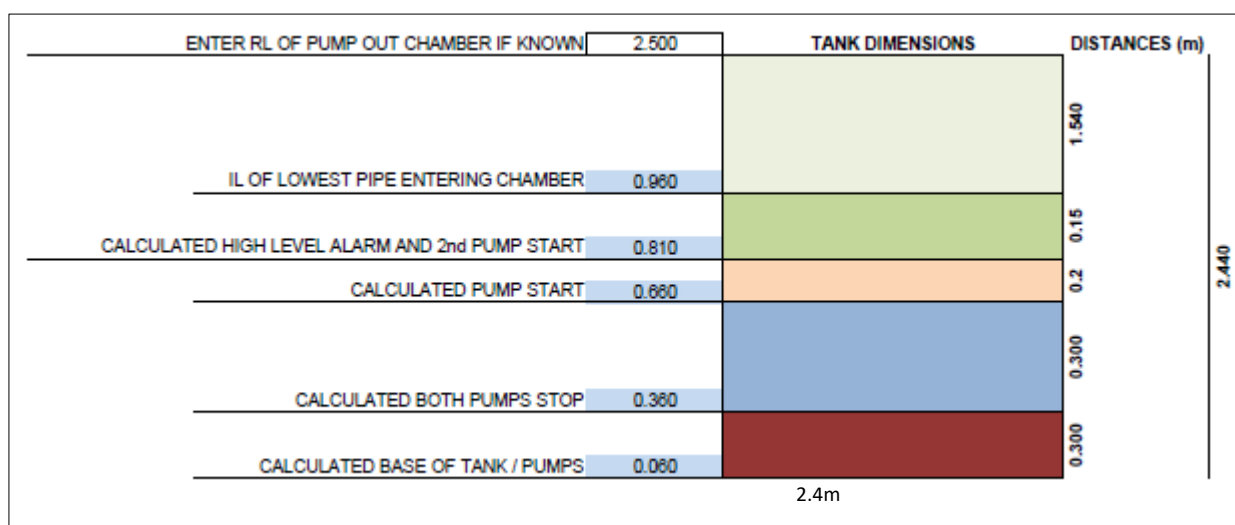 ENTER RL OF PUMP OUT CHAMBER IF KNOWN 2.500 TANK DIMENSIONS DISTANCES (m)
1.540
IL OF LOWEST PIPE ENTERING CHAMBER 0.960
0.15
CALCULATED HIGH LEVEL ALARM AND 2nd PUMP START 0.810
2.440
0.2
CALCULATED PUMP START 0.660
0.300
CALCULATED BOTH PUMPS STOP 0.360
0.300
CALCULATED BASE OF TANK / PUMPS 0.060
2.4m